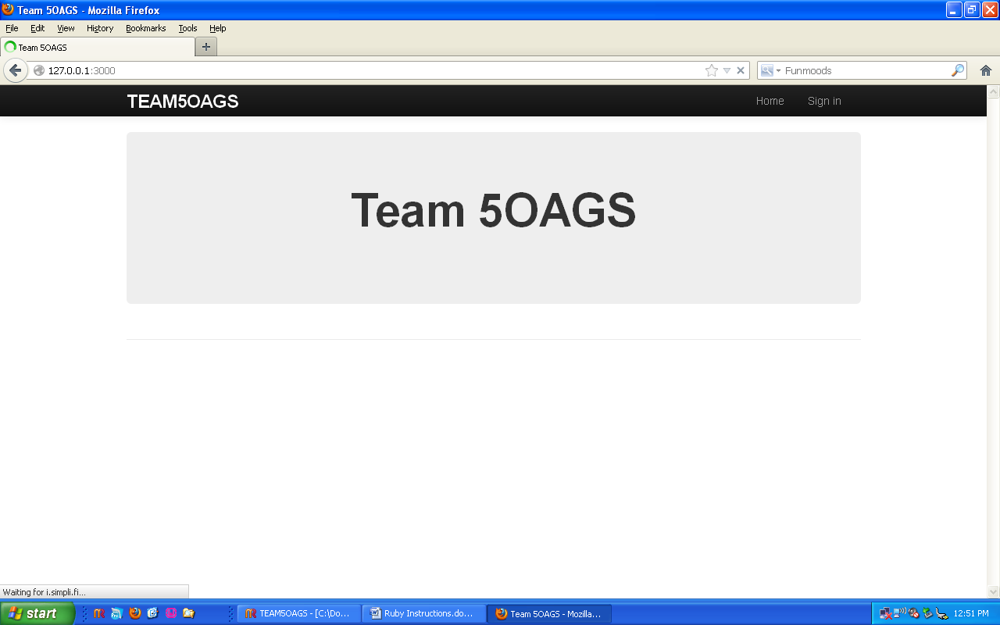 Team 5OAGS - Mozilla Firefox
File Edit View History Bookmarks Tools Help
Team 5OAGS
127.0.0.1:3000
Funmoods
TEAM5OAGS
Home Sign in
Team 5OAGS
Waiting for i.simpli.fi...
start
TEAM5OAGS - [C:\Do...
Ruby Instructions.do...
Team 5OAGS - Mozilla...
12:51 PM